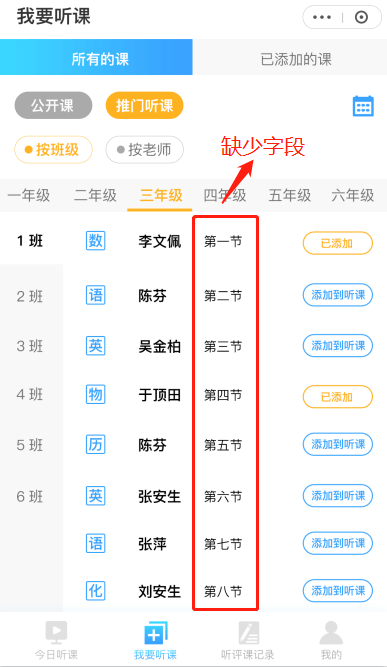 我要听课
所有的课 已添加的课
公开课 推门听课
按班级 按老师 缺少字段
一年级 二年级 三年级 四年级 五年级 六年级
1 班 数 李文佩 第一节 已添加
2 班 语 陈芬 第二节 添加到听课
3 班 英 吴金柏 第三节 添加到听课
4 班 物 于顶田 第四节 已添加
5 班 历 陈芬 第五节 添加到听课
6 班 英 张安生 第六节 添加到听课
语 张萍 第七节 添加到听课
化 刘安生 第八节 添加到听课
今日听课 我要听课 听评课记录 我的